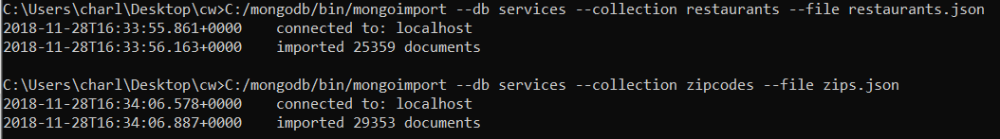 C:\Users\charl\Desktop\cw>C:/mongodb/bin/mongoimport --db services --collection restaurants --file restaurants.json
2018-11-28T16:33:55.861+0000    connected to: localhost
2018-11-28T16:33:56.163+0000    imported 25359 documents
C:\Users\charl\Desktop\cw>C:/mongodb/bin/mongoimport --db services --collection zipcodes --file zips.json
2018-11-28T16:34:06.578+0000    connected to: localhost
2018-11-28T16:34:06.887+0000    imported 29353 documents